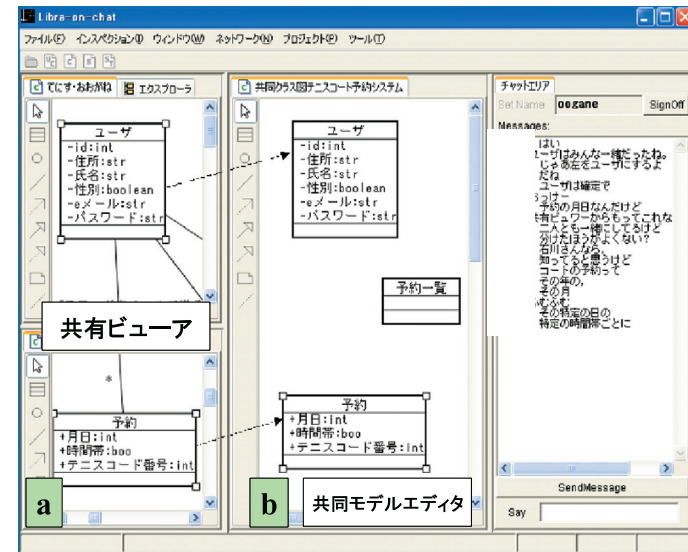 Libra-on-chat
ファイル(F) インスペクション(I) ウィンドウ(W) ネットワーク(N) プロジェクト(P) ツール(T)
てにす・おおがね エクスプローラ
ユーザ
-id:int
-住所:str
-氏名:str
-性別:boolean
-eメール:str
-パスワード:str
共有ビューア
*
予約
+月日:int
+時間帯:boo
+テニスコード番号:int
a
共同クラス図テニスコート予約システム
ユーザ
-id:int
-住所:str
-氏名:str
-性別:boolean
-eメール:str
-パスワード:str
予約一覧
予約
+月日:int
+時間帯:boo
+テニスコード番号:int
b
共同モデルエディタ
チャットエリア
Set Name oogane SignOff
Messages:
はい
ーザはみんな一緒だったね。
じゃあ左をユーザにするよ
だね
ユーザは確定で
っけー
予約の月日なんだけど
共有ビュワーからもってこれな
二人とも一緒にしてるけど
分けたほうがよくない?
石川さんなら、
知ってると思うけど
コートの予約って
その年の,
その月
むふむ
その特定の日の
特定の時間帯ごとに
SendMessage
Say